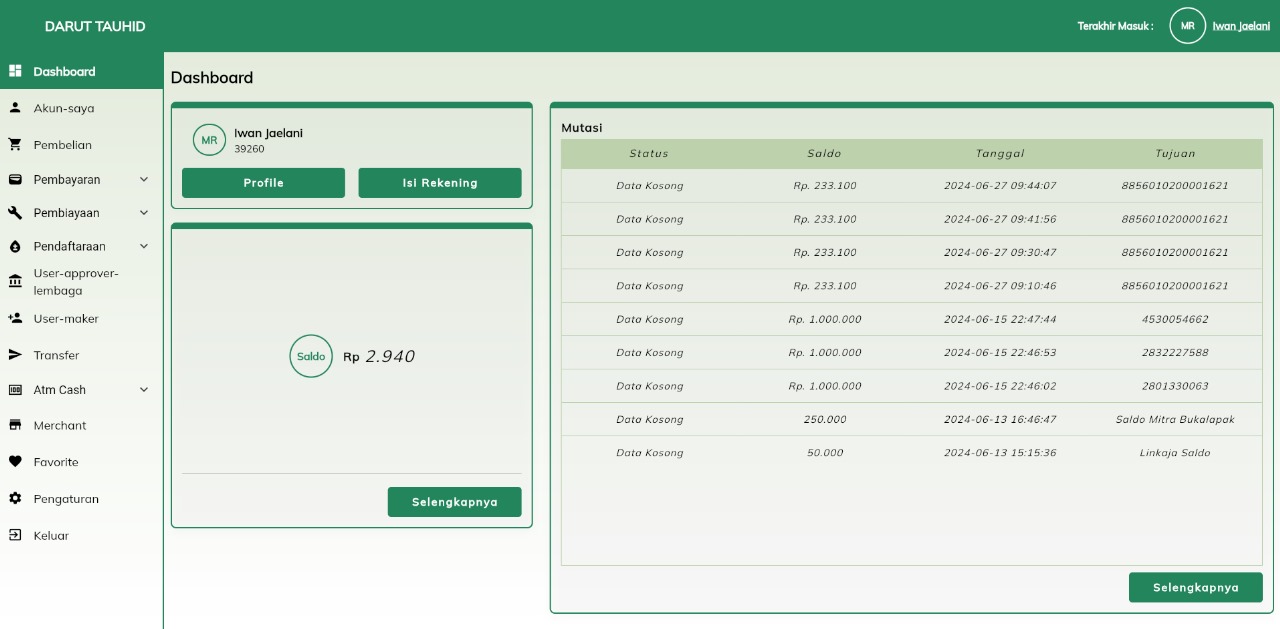 DARUT TAUHID
Terakhir Masuk :
MR
Iwan Jaelani
Dashboard
Akun-saya
Pembelian
Pembayaran
Pembiayaan
Pendaftaraan
User-approver-
lembaga
User-maker
Transfer
Atm Cash
Merchant
Favorite
Pengaturan
Keluar
Dashboard
MR
Iwan Jaelani
39260
Profile
Isi Rekening
Saldo
Rp 2.940
Selengkapnya
Mutasi
Status Saldo Tanggal Tujuan
Data Kosong Rp. 233.100 2024-06-27 09:44:07 8856010200001621
Data Kosong Rp. 233.100 2024-06-27 09:41:56 8856010200001621
Data Kosong Rp. 233.100 2024-06-27 09:30:47 8856010200001621
Data Kosong Rp. 233.100 2024-06-27 09:10:46 8856010200001621
Data Kosong Rp. 1.000.000 2024-06-15 22:47:44 4530054662
Data Kosong Rp. 1.000.000 2024-06-15 22:46:53 2832227588
Data Kosong Rp. 1.000.000 2024-06-15 22:46:02 2801330063
Data Kosong 250.000 2024-06-13 16:46:47 Saldo Mitra Bukalapak
Data Kosong 50.000 2024-06-13 15:15:36 Linkaja Saldo
Selengkapnya